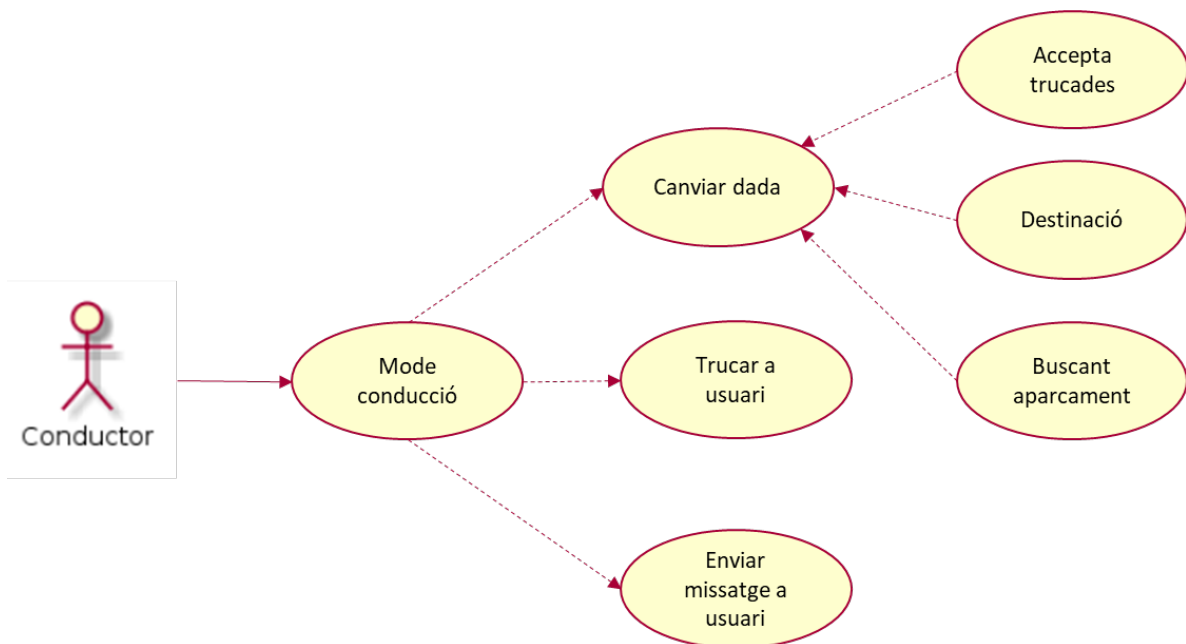 Accepta
trucades
Canviar dada
Destinació
Conductor
Mode
conducció
Trucar a
usuari
Buscant
aparcament
Enviar
missatge a
usuari